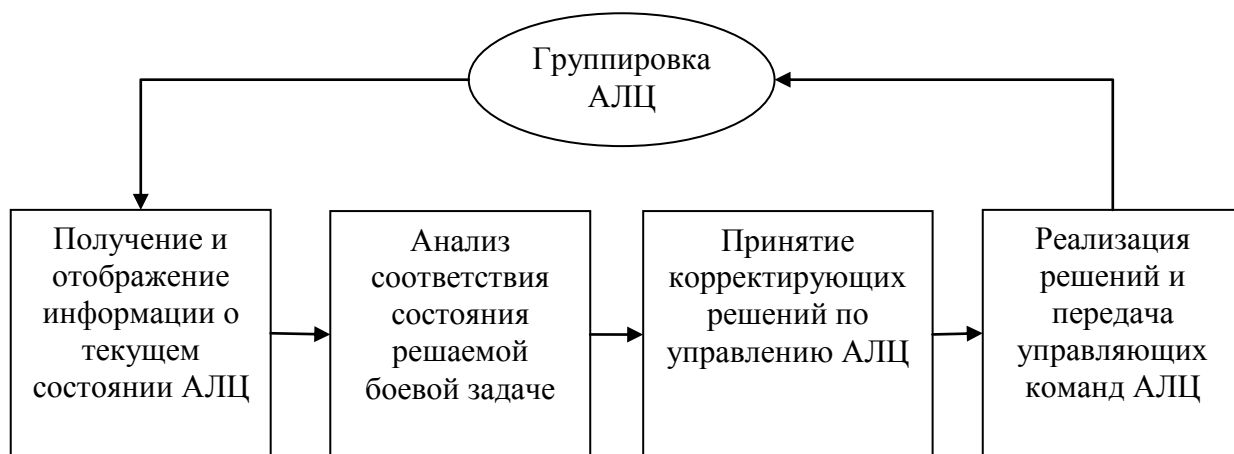 Группировка
АЛЦ
Получение и
отображение
информации о
текущем
состоянии АЛЦ
Анализ
соответствия
состояния
решаемой
боевой задаче
Принятие
корректирующих
решений по
управлению АЛЦ
Реализация
решений и
передача
управляющих
команд АЛЦ